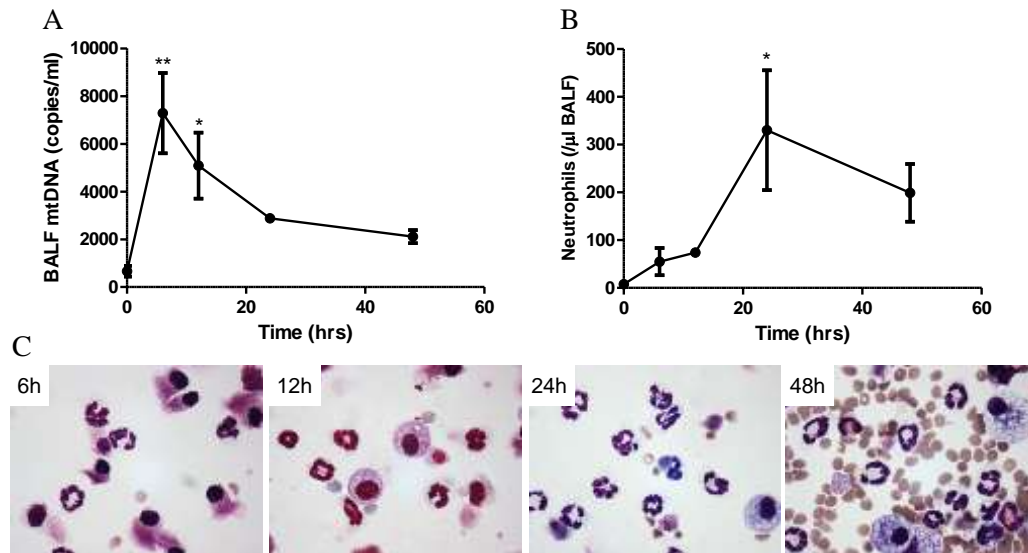 A
BALF mtDNA (copies/ml)
10000
8000
6000
4000
2000
0
**
*
0 20 40 60
Time (hrs)
B
Neutrophils (/μl BALF)
500
400
300
200
100
0
*
0 20 40 60
Time (hrs)
C
6h
12h
24h
48h